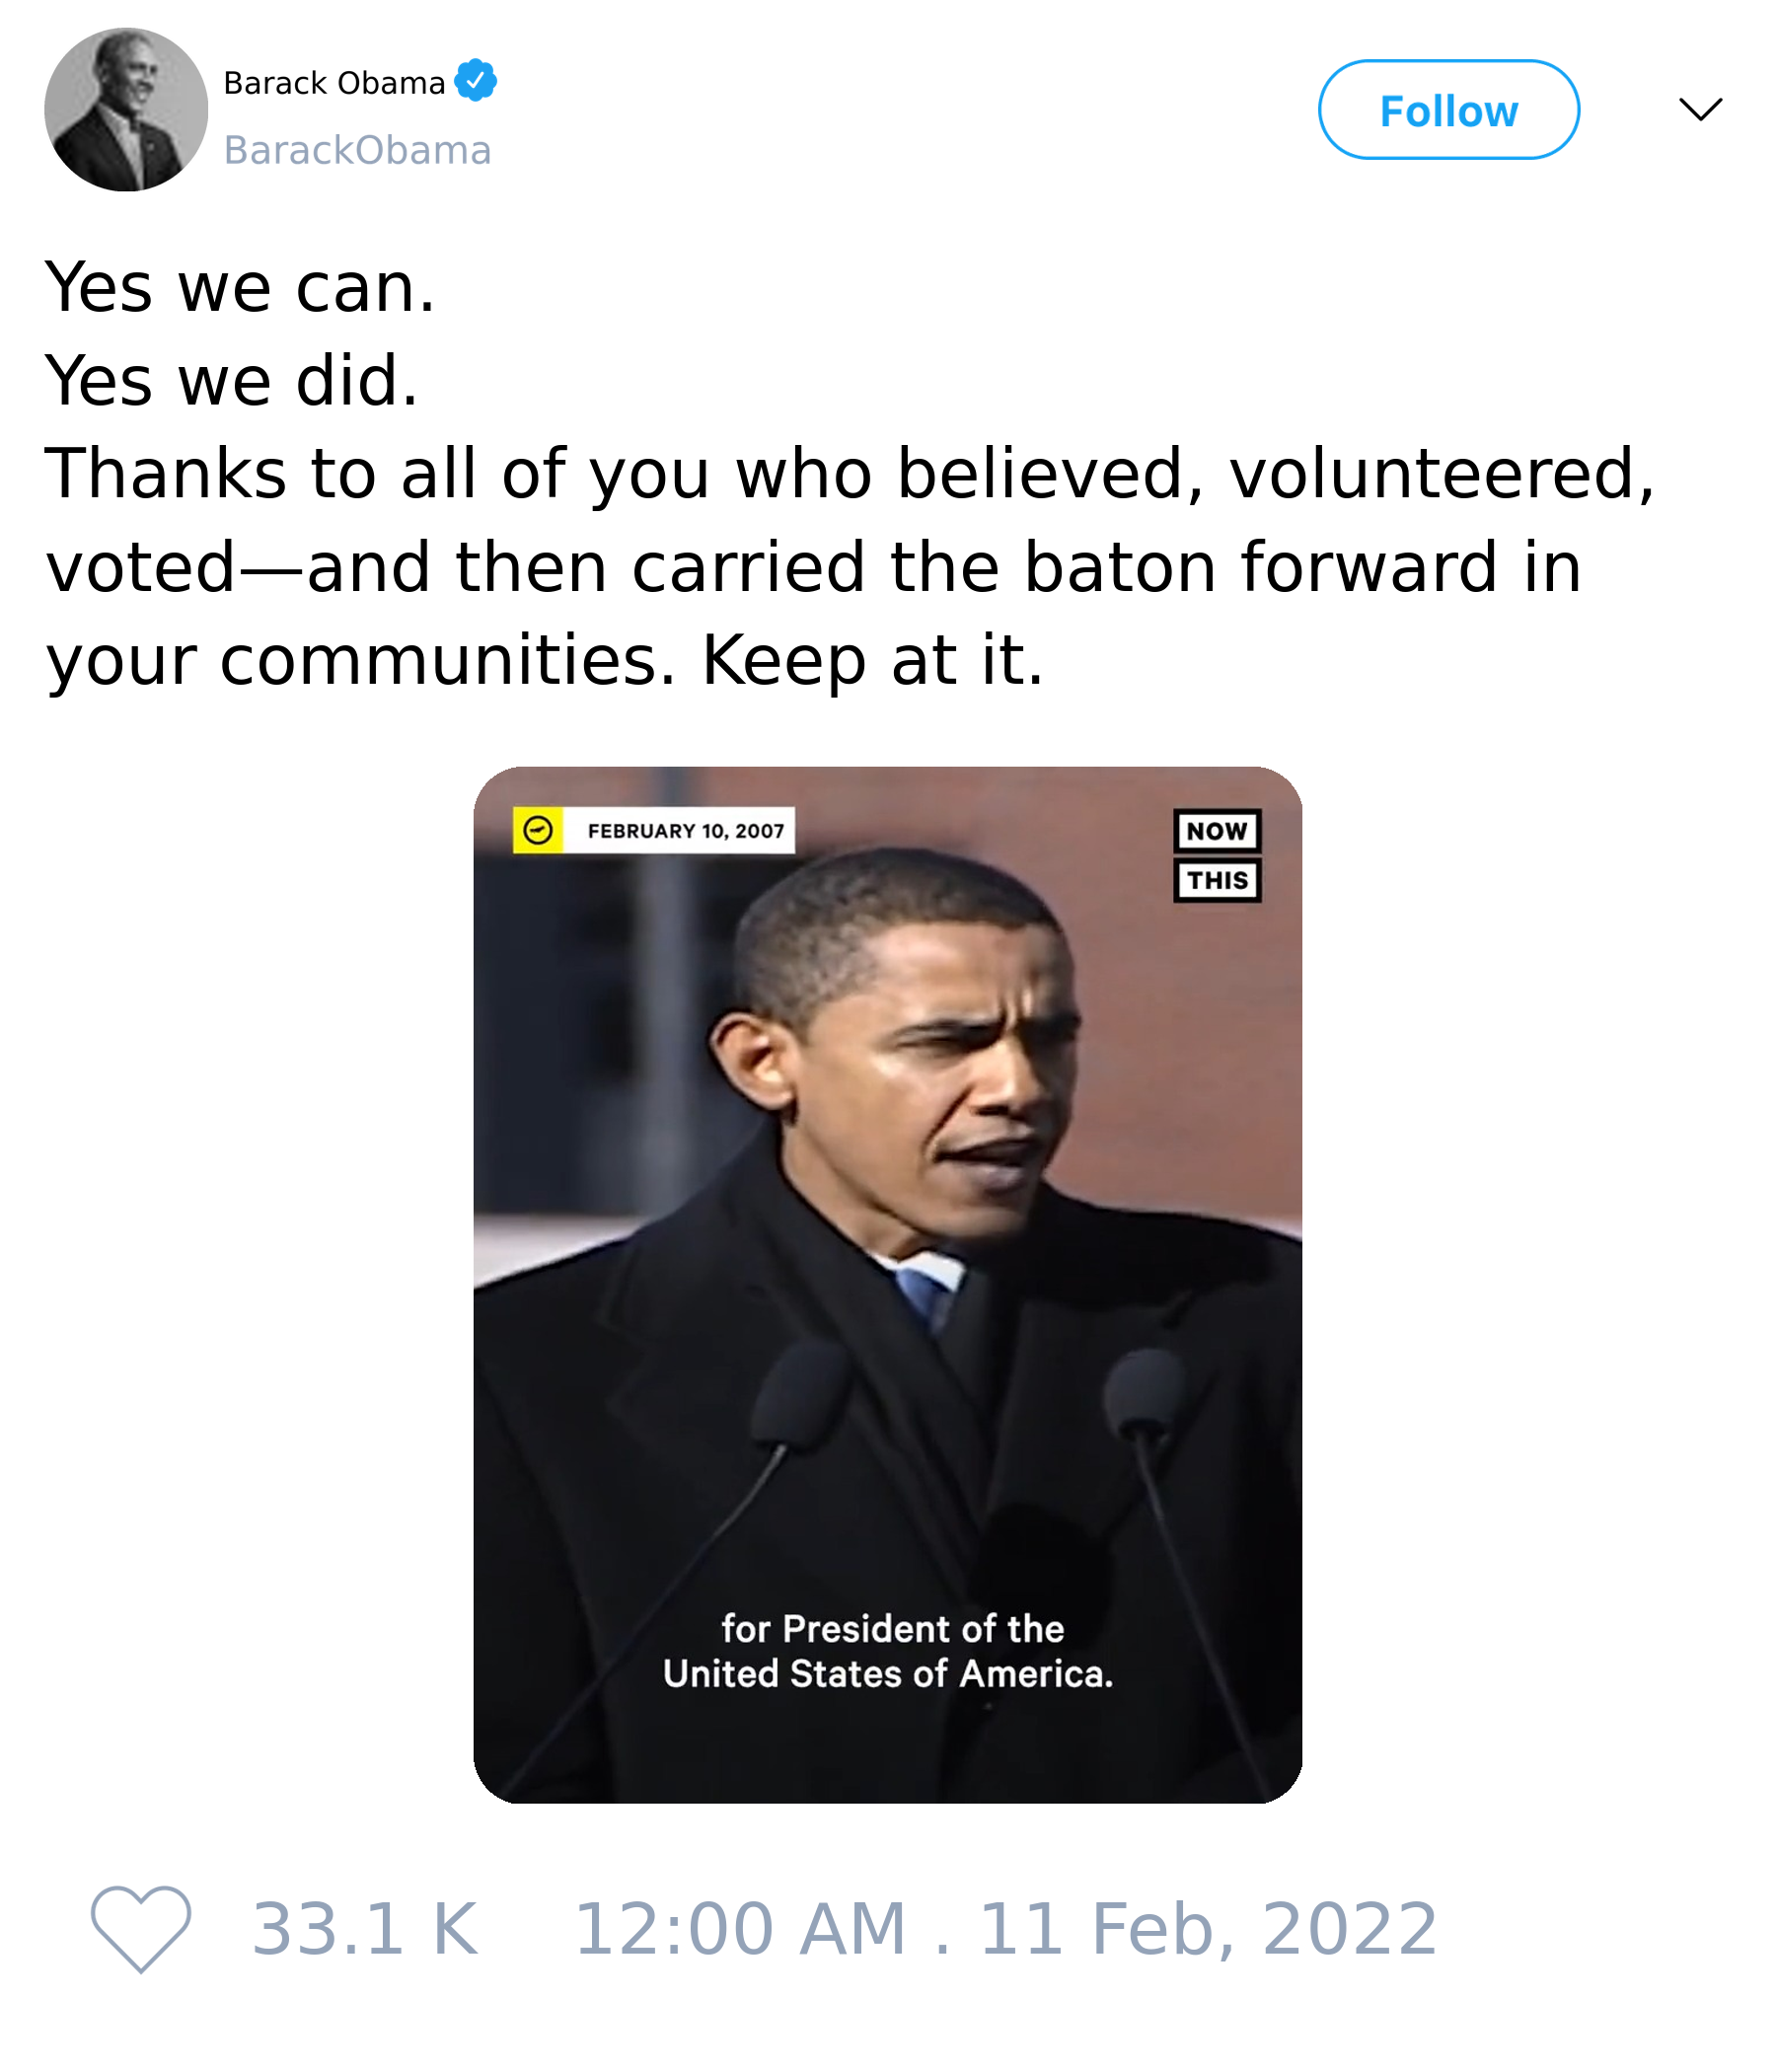 Barack Obama
BarackObama
Follow
Yes we can.
Yes we did.
Thanks to all of you who believed, volunteered,
voted—and then carried the baton forward in
your communities. Keep at it.
FEBRUARY 10, 2007
NOW
THIS
for President of the
United States of America.
33.1 K 12:00 AM . 11 Feb, 2022